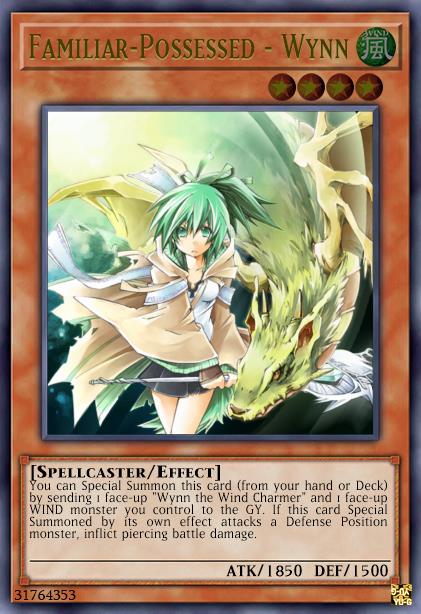 FAMILIAR-POSSESSED - WYNN
WIND
風
[SPELLCASTER/EFFECT]
You can Special Summon this card (from your hand or Deck)
by sending 1 face-up "Wynn the Wind Charmer" and 1 face-up
WIND monster you control to the GY. If this card Special
Summoned by its own effect attacks a Defense Position
monster, inflict piercing battle damage.
ATK/1850 DEF/1500
31764353